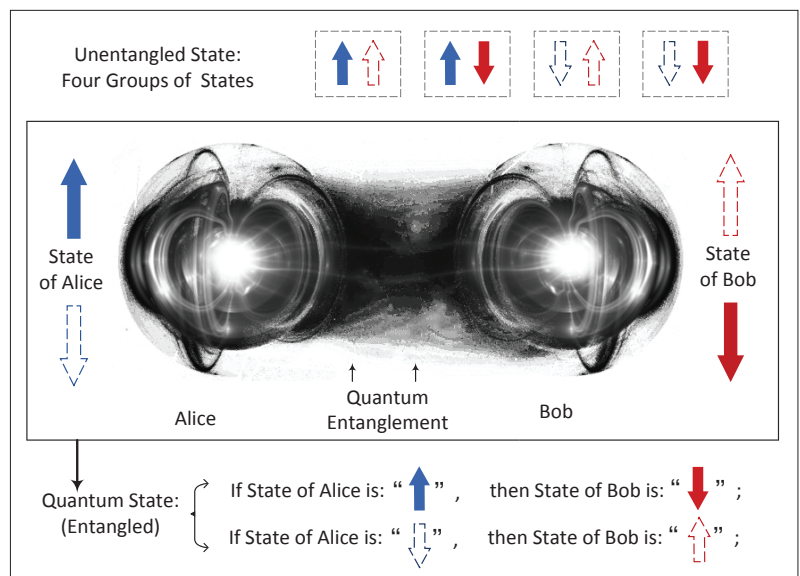 Unentangled State:
Four Groups of States
State
of Alice
State
of Bob
Quantum
Entanglement
Alice
Bob
Quantum State:
(Entangled)
If State of Alice is: “ ” , then State of Bob is: “ ” ;
If State of Alice is: “ ” , then State of Bob is: “ ” ;